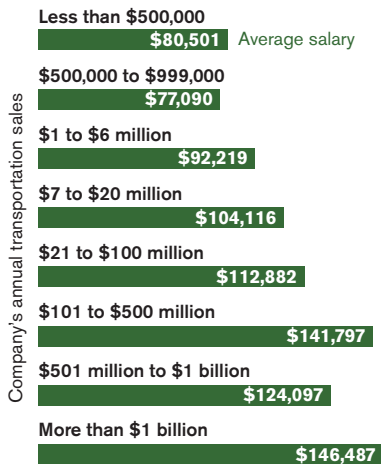 Company's annual transportation sales
Less than $500,000
$80,501 Average salary
$500,000 to $999,000
$77,090
$1 to $6 million
$92,219
$7 to $20 million
$104,116
$21 to $100 million
$112,882
$101 to $500 million
$141,797
$501 million to $1 billion
$124,097
More than $1 billion
$146,487